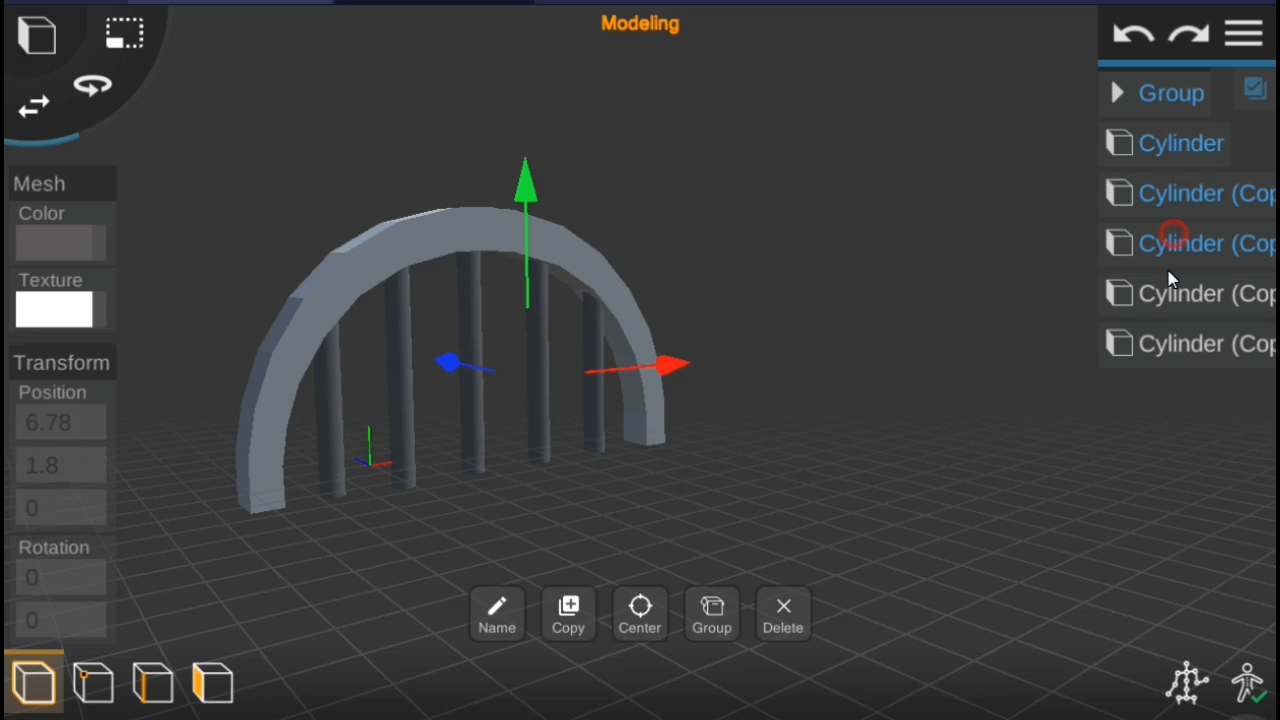 Modeling
Group
Cylinder
Cylinder (Cop
Cylinder (Cop
Cylinder (Cop
Cylinder (Cop
Mesh
Color
Texture
Transform
Position
6.78
1.8
0
Rotation
0
0
Name
Copy
Center
Group
Delete